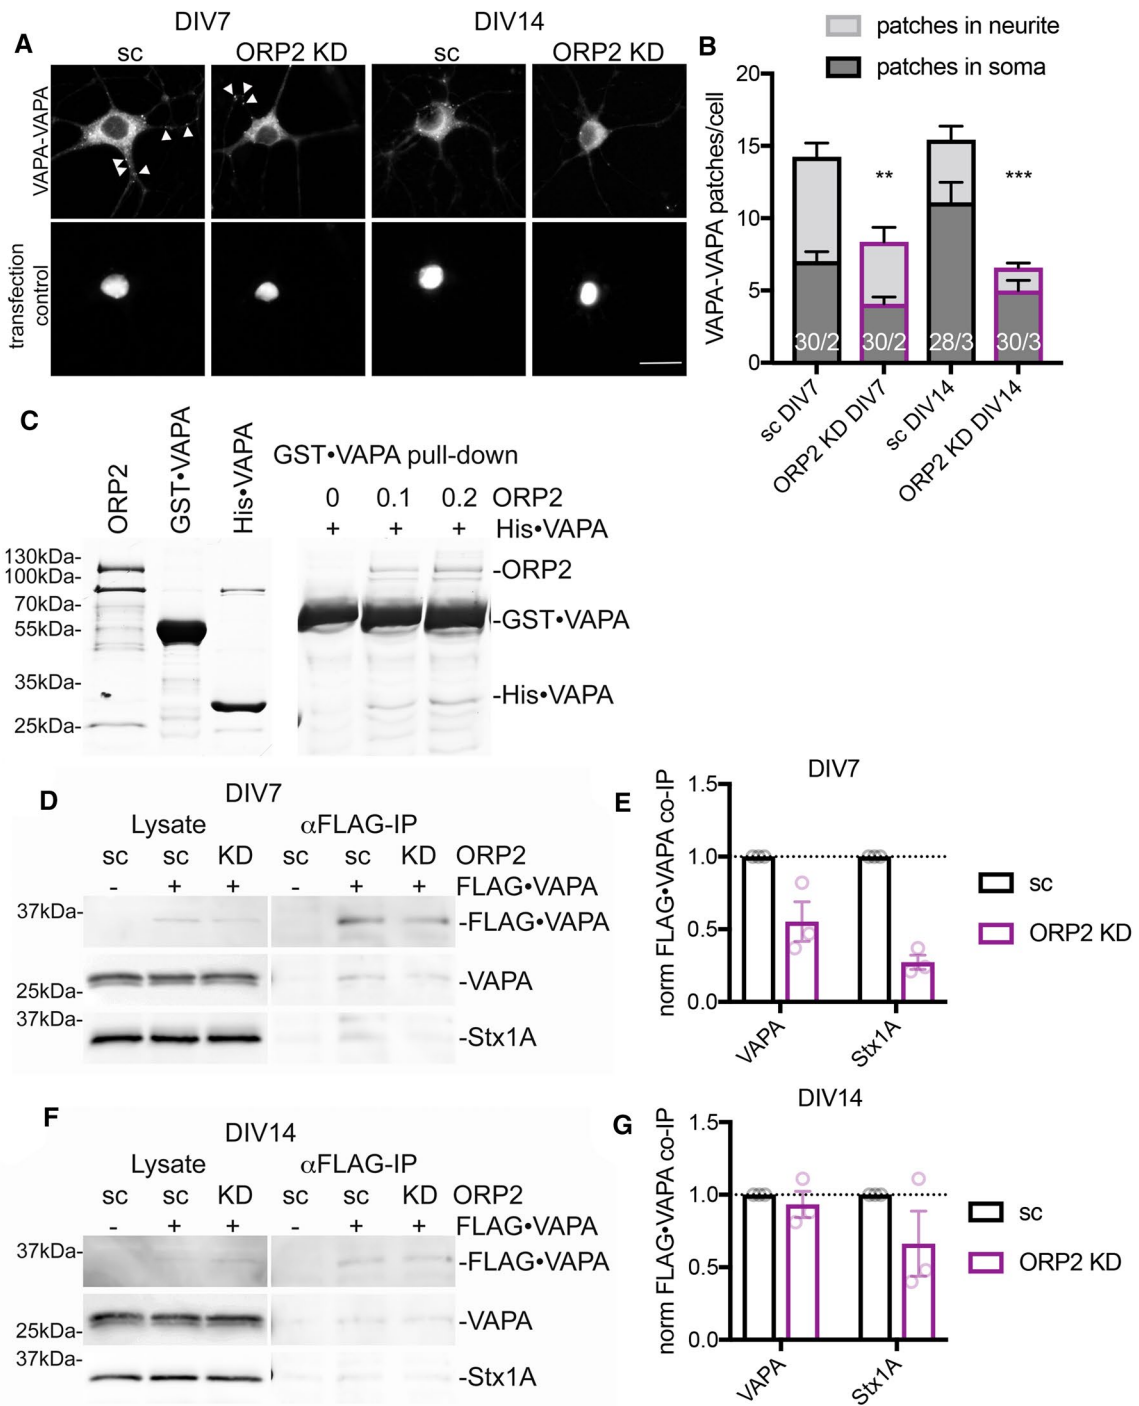 A
DIV7
DIV14
sc
ORP2 KD
sc
ORP2 KD
VAPA-VAPA
transfection
control
B
patches in neurite
patches in soma
VAPA-VAPA patches/cell
20
15
10
5
0
**
***
30/2
30/2
28/3
30/3
sc DIV7
ORP2 KD DIV7
sc DIV14
ORP2 KD DIV14
C
ORP2
GST•VAPA
His•VAPA
GST•VAPA pull-down
0 0.1 0.2 ORP2
+ + + His•VAPA
130kDa-
100kDa-
70kDa-
55kDa-
35kDa-
25kDa-
-ORP2
-GST•VAPA
-His•VAPA
D
DIV7
Lysate
αFLAG-IP
sc sc KD sc sc KD ORP2
- + + - + + FLAG•VAPA
37kDa-
-FLAG•VAPA
25kDa-
-VAPA
37kDa-
-Stx1A
E
DIV7
norm FLAG•VAPA co-IP
1.5
1.0
0.5
0.0
VAPA
Stx1A
sc
ORP2 KD
F
DIV14
Lysate
αFLAG-IP
sc sc KD sc sc KD ORP2
- + + - + + FLAG•VAPA
37kDa-
-FLAG•VAPA
25kDa-
-VAPA
37kDa-
-Stx1A
G
DIV14
norm FLAG•VAPA co-IP
1.5
1.0
0.5
0.0
VAPA
Stx1A
sc
ORP2 KD